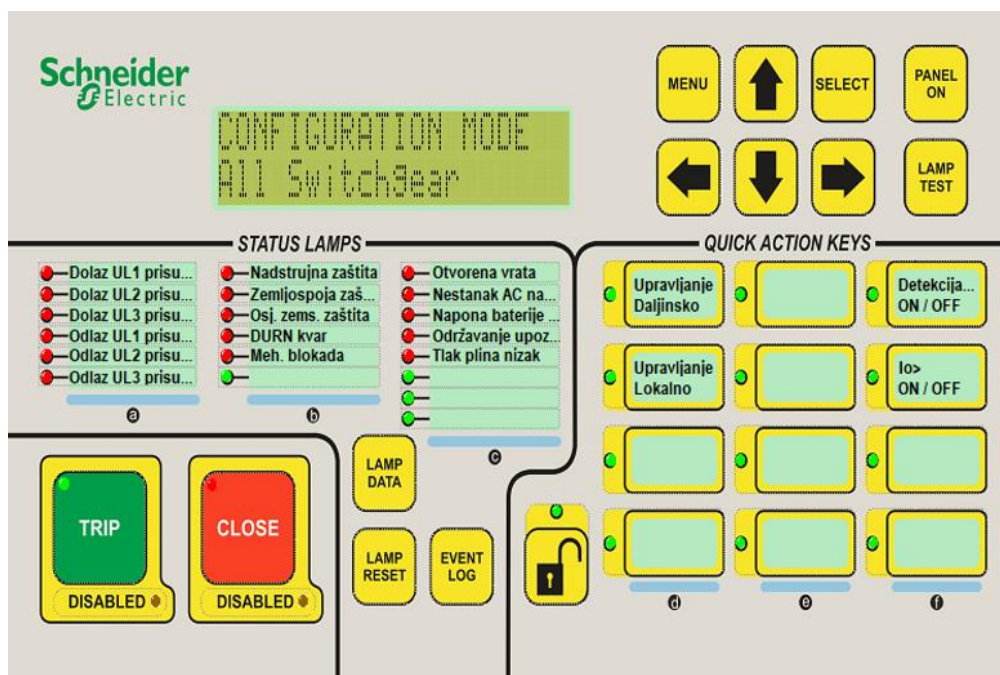 Schneider
Electric
CONFIGURATION MODE
All Switchgear
MENU
SELECT
PANEL
ON
LAMP
TEST
STATUS LAMPS
Dolaz UL1 prisu...
Dolaz UL2 prisu...
Dolaz UL3 prisu...
Odlaz UL1 prisu...
Odlaz UL2 prisu...
Odlaz UL3 prisu...
a
Nadstrujna zaštita
Zemljospoja zaš...
Osj. zems. zaštita
DURN kvar
Meh. blokada
b
Otvorena vrata
Nestanak AC na...
Napona baterije ...
Održavanje upoz...
Tlak plina nizak
c
QUICK ACTION KEYS
Upravljanje
Daljinsko
Upravljanje
Lokalno
d
e
Detekcija...
ON / OFF
Io>
ON / OFF
f
TRIP
DISABLED
CLOSE
DISABLED
LAMP
DATA
LAMP
RESET
EVENT
LOG